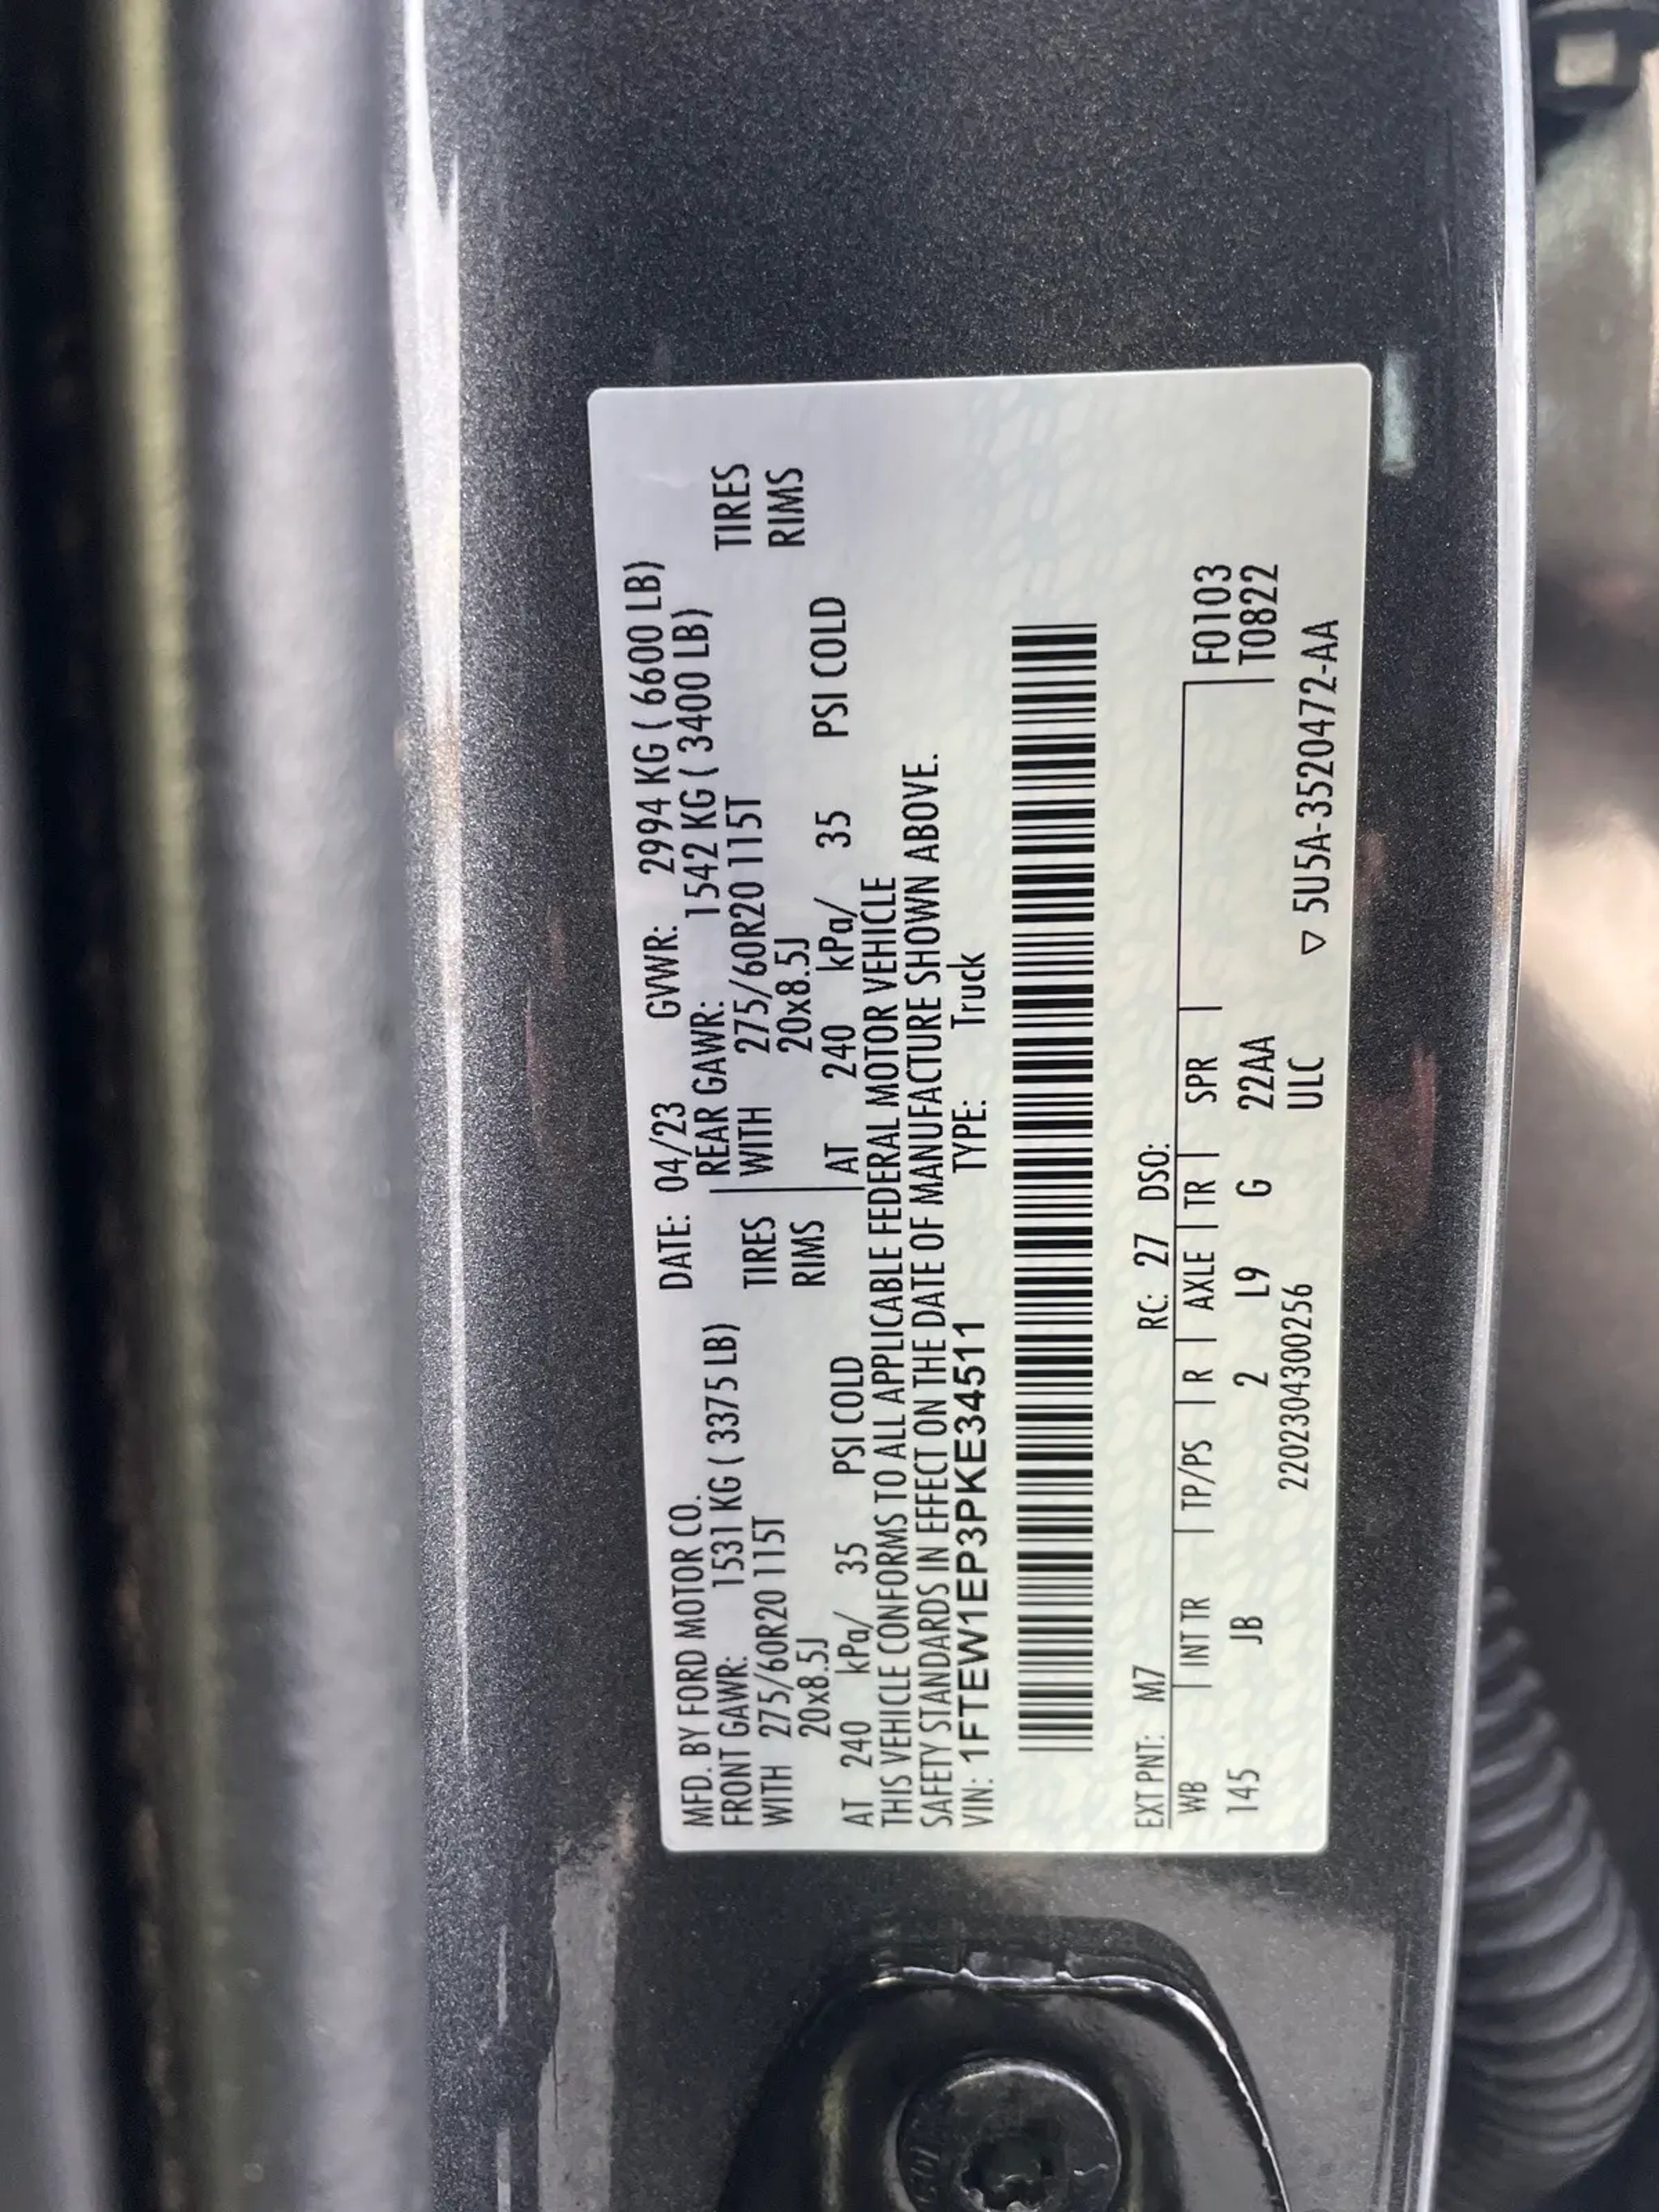 MFD. BY FORD MOTOR CO. DATE: 04/23 GVWR: 2994 KG ( 6600 LB)
FRONT GAWR: 1531 KG ( 3375 LB) REAR GAWR: 1542 KG ( 3400 LB)
WITH 275/60R20 115T TIRES WITH 275/60R20 115T TIRES
20x8.5J RIMS 20x8.5J RIMS
AT 240 kPa/ 35 PSI COLD AT 240 kPa/ 35 PSI COLD
THIS VEHICLE CONFORMS TO ALL APPLICABLE FEDERAL MOTOR VEHICLE
SAFETY STANDARDS IN EFFECT ON THE DATE OF MANUFACTURE SHOWN ABOVE.
VIN: 1FTEW1EP3PKE34511 TYPE: Truck
EXT PNT: M7 RC: 27 DSO:
WB | INT TR | TP/PS | R | AXLE | TR | SPR | F0103
145 JB 2 L9 G 22AA T0822
2202304300256 ULC ▽ 5U5A-3520472-AA